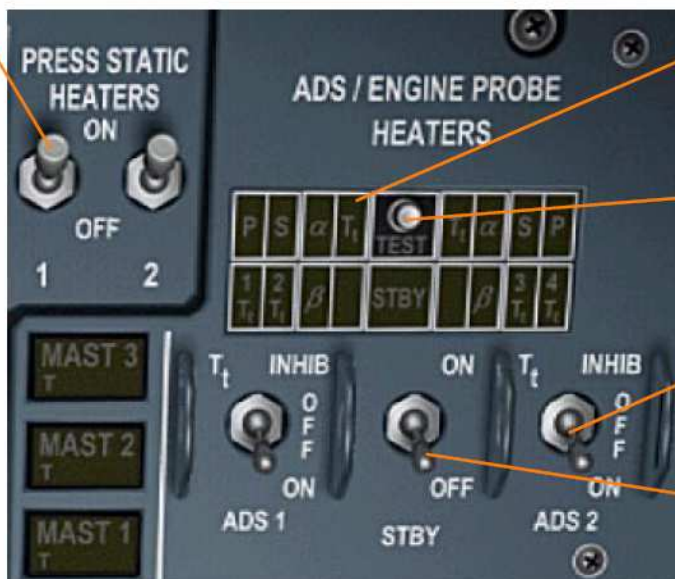 PRESS STATIC
HEATERS
ON
OFF
1 2
ADS / ENGINE PROBE
HEATERS
P S α Tt TEST Tt α S P
1 Tt 2 Tt β STBY β 3 Tt 4 Tt
MAST 3
T
MAST 2
T
MAST 1
T
Tt INHIB
OFF
ON
ADS 1
ON
OFF
STBY
Tt INHIB
OFF
ON
ADS 2